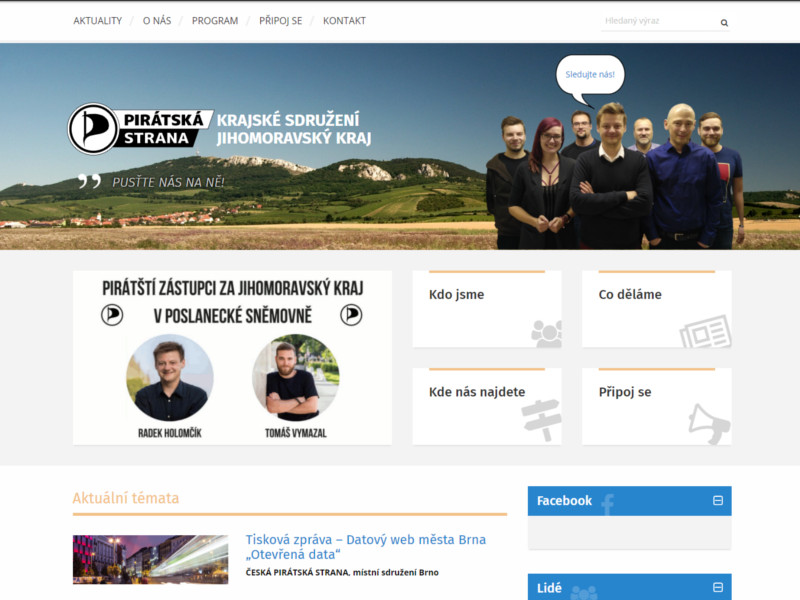 AKTUALITY / O NÁS / PROGRAM / PŘIPOJ SE / KONTAKT
Hledaný výraz
Sledujte nás!
PIRÁTSKÁ
STRANA
KRAJSKÉ SDRUŽENÍ
JIHOMORAVSKÝ KRAJ
PUSŤTE NÁS NA NĚ!
PIRÁTŠTÍ ZÁSTUPCI ZA JIHOMORAVSKÝ KRAJ
V POSLANECKÉ SNĚMOVNĚ
RADEK HOLOMČÍK
TOMÁŠ VYMAZAL
Kdo jsme
Co děláme
Kde nás najdete
Připoj se
Aktuální témata
Tisková zpráva – Datový web města Brna
„Otevřená data“
ČESKÁ PIRÁTSKÁ STRANA, místní sdružení Brno
Facebook
Lidé